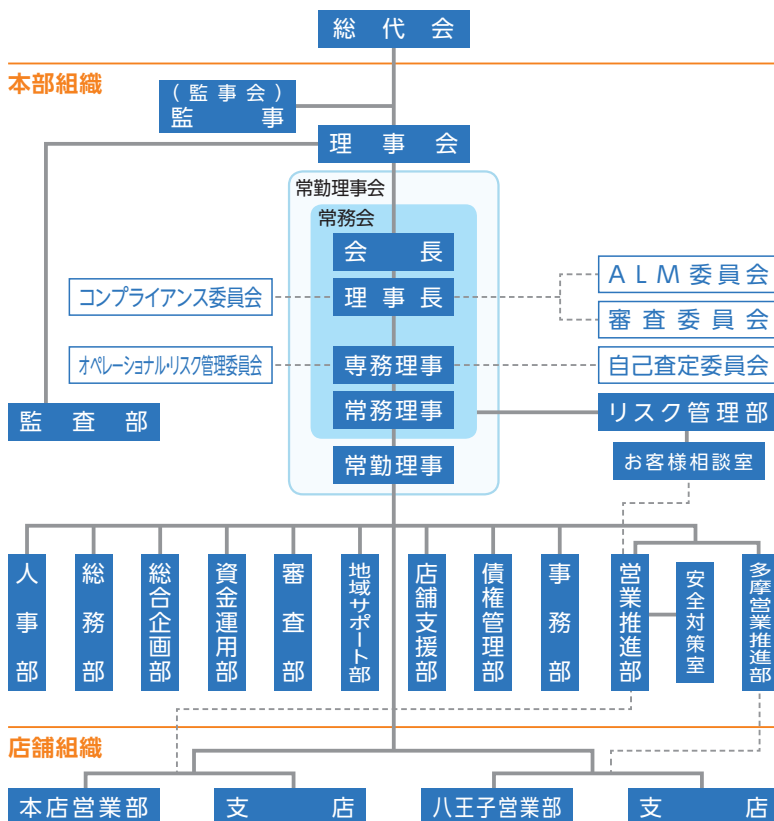 総代会
本部組織
(監事会)
監事
理事会
常勤理事会
常務会
会長
コンプライアンス委員会
理事長
ALM委員会
審査委員会
オペレーショナル・リスク管理委員会
専務理事
自己査定委員会
監査部
常務理事
リスク管理部
常勤理事
お客様相談室
人事部
総務部
総合企画部
資金運用部
審査部
地域サポート部
店舗支援部
債権管理部
事務部
営業推進部
安全対策室
多摩営業推進部
店舗組織
本店営業部
支店
八王子営業部
支店